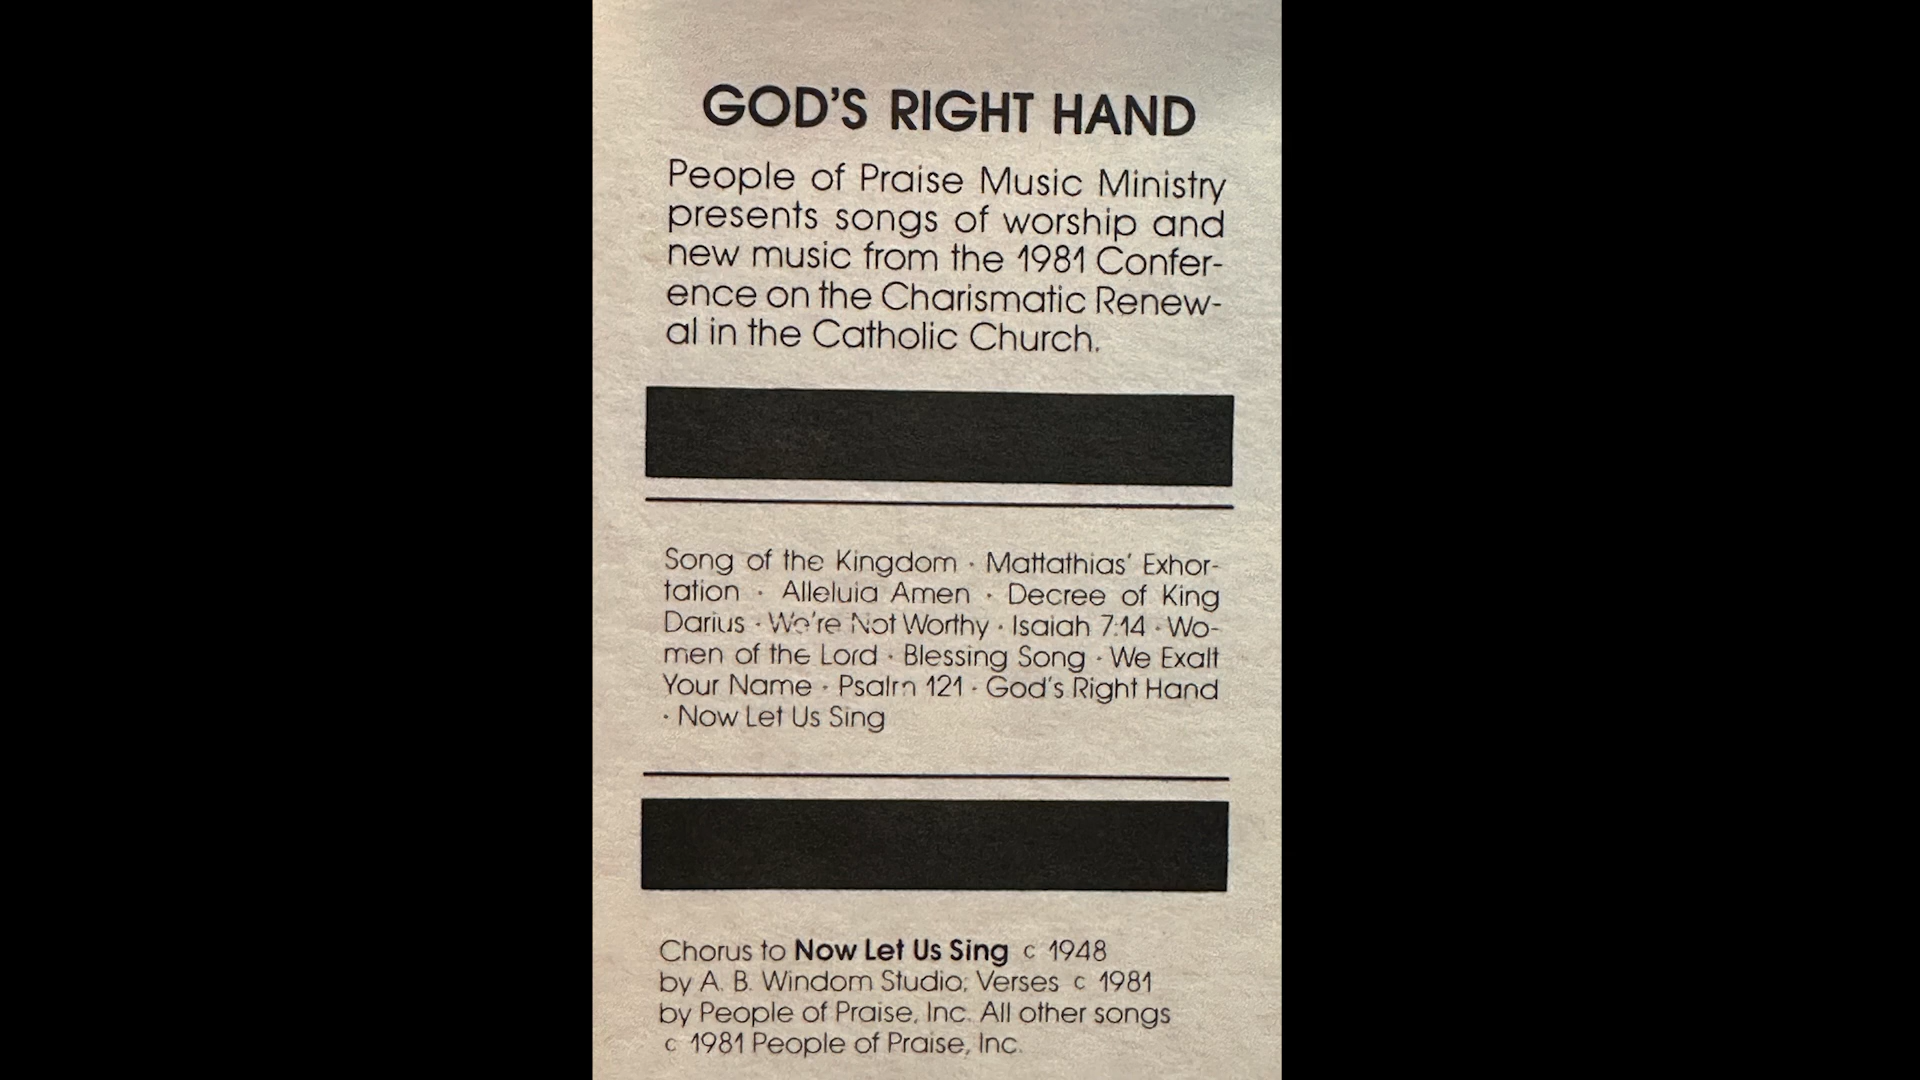 GOD'S RIGHT HAND
People of Praise Music Ministry
presents songs of worship and
new music from the 1981 Confer-
ence on the Charismatic Renew-
al in the Catholic Church.
Song of the Kingdom · Mattathias' Exhor-
tation · Alleluia Amen · Decree of King
Darius · We're Not Worthy · Isaiah 7:14 · Wo-
men of the Lord · Blessing Song · We Exalt
Your Name · Psalm 121 · God's Right Hand
· Now Let Us Sing
Chorus to Now Let Us Sing c 1948
by A. B. Windom Studio; Verses c 1981
by People of Praise, Inc. All other songs
c 1981 People of Praise, Inc.